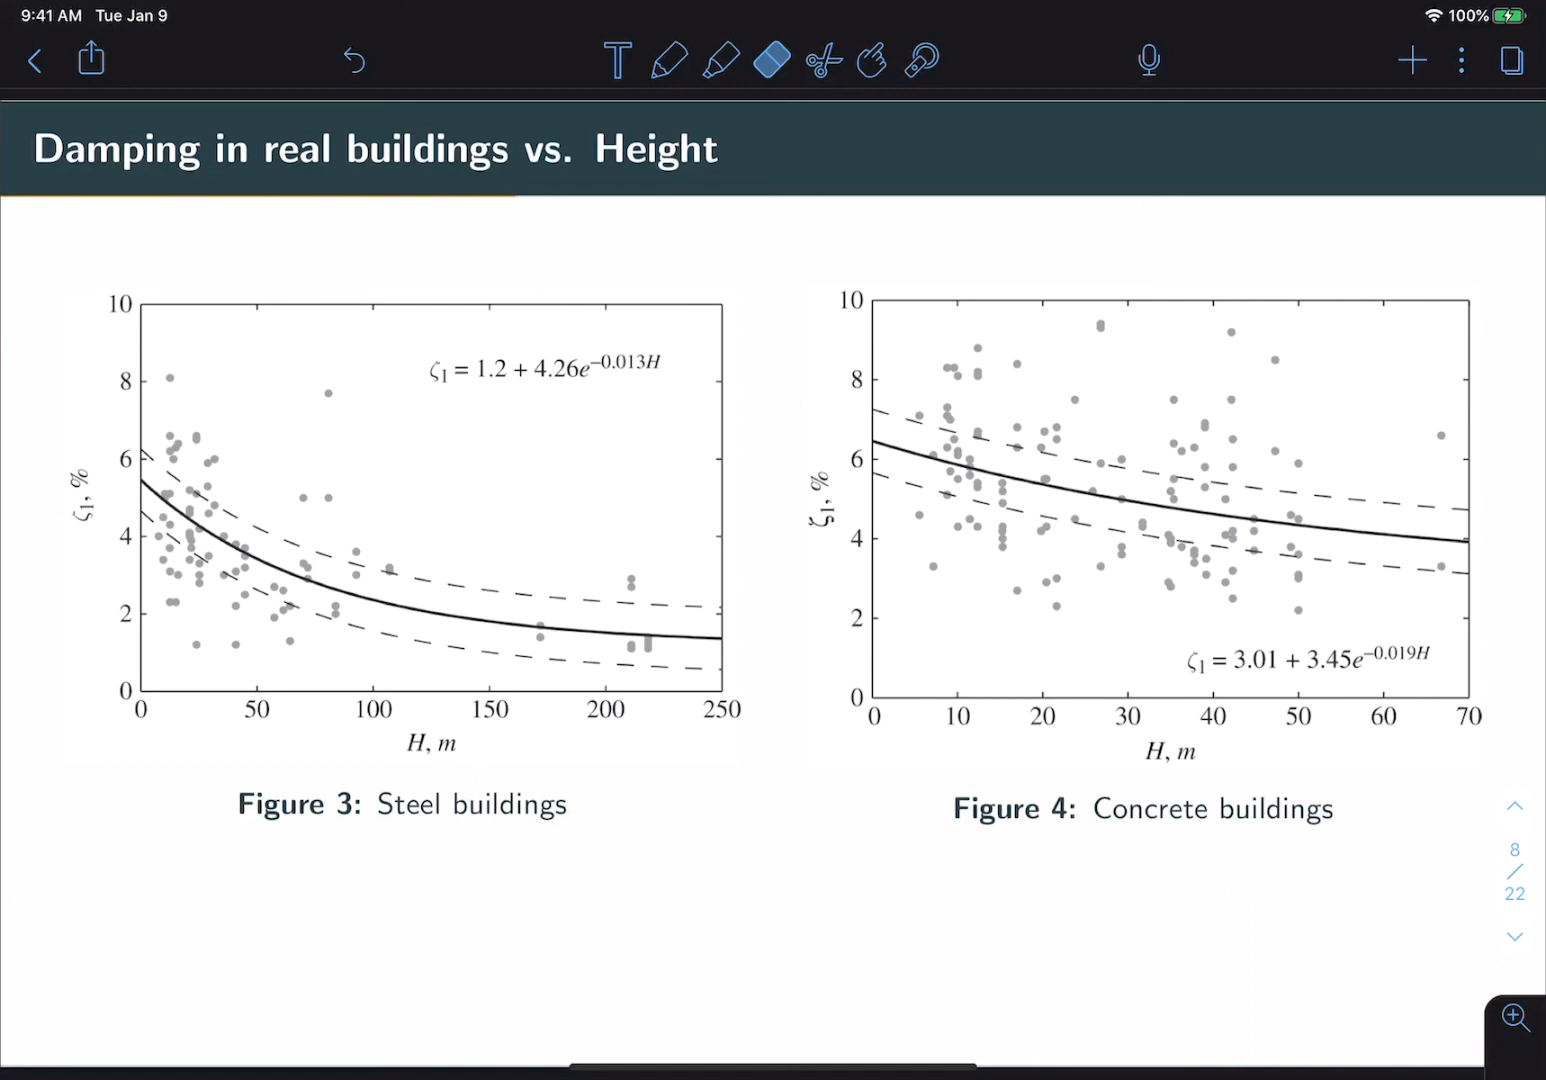 9:41 AM Tue Jan 9
100%
Damping in real buildings vs. Height
10
8
6
4
2
0
ζ₁, %
ζ₁ = 1.2 + 4.26e^−0.013H
0 50 100 150 200 250
H, m
Figure 3: Steel buildings
10
8
6
4
2
0
ζ₁, %
ζ₁ = 3.01 + 3.45e^−0.019H
0 10 20 30 40 50 60 70
H, m
Figure 4: Concrete buildings
8
/
22